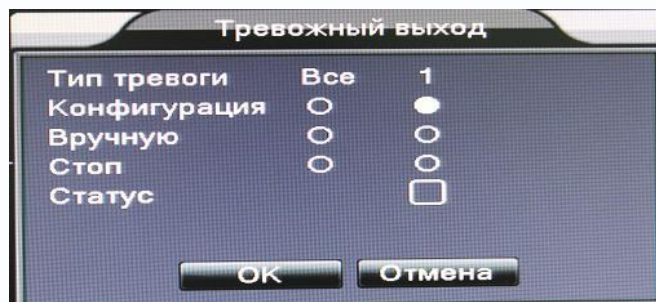 Тревожный выход
Тип тревоги Все 1
Конфигурация
Вручную
Стоп
Статус
OK Отмена